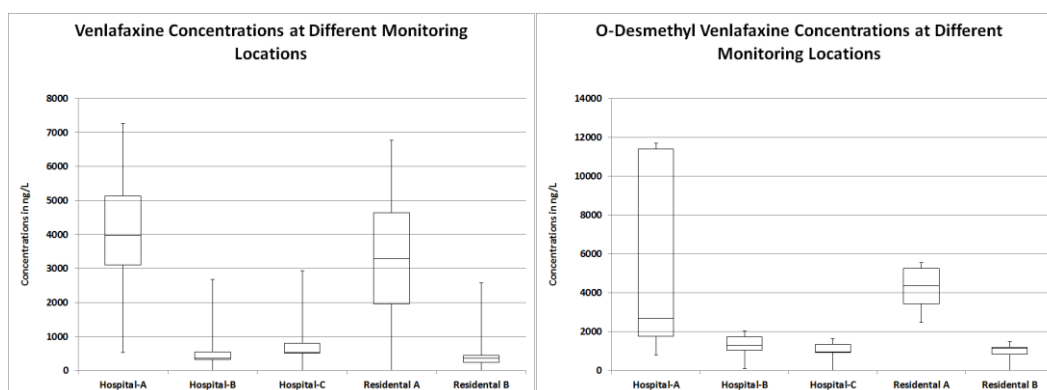 Venlafaxine Concentrations at Different Monitoring
Locations
8000
7000
6000
5000
4000
3000
2000
1000
0
Concentrations in ng/L
Hospital-A
Hospital-B
Hospital-C
Residental A
Residental B
O-Desmethyl Venlafaxine Concentrations at Different
Monitoring Locations
14000
12000
10000
8000
6000
4000
2000
0
Concentrations in ng/L
Hospital-A
Hospital-B
Hospital-C
Residental A
Residental B